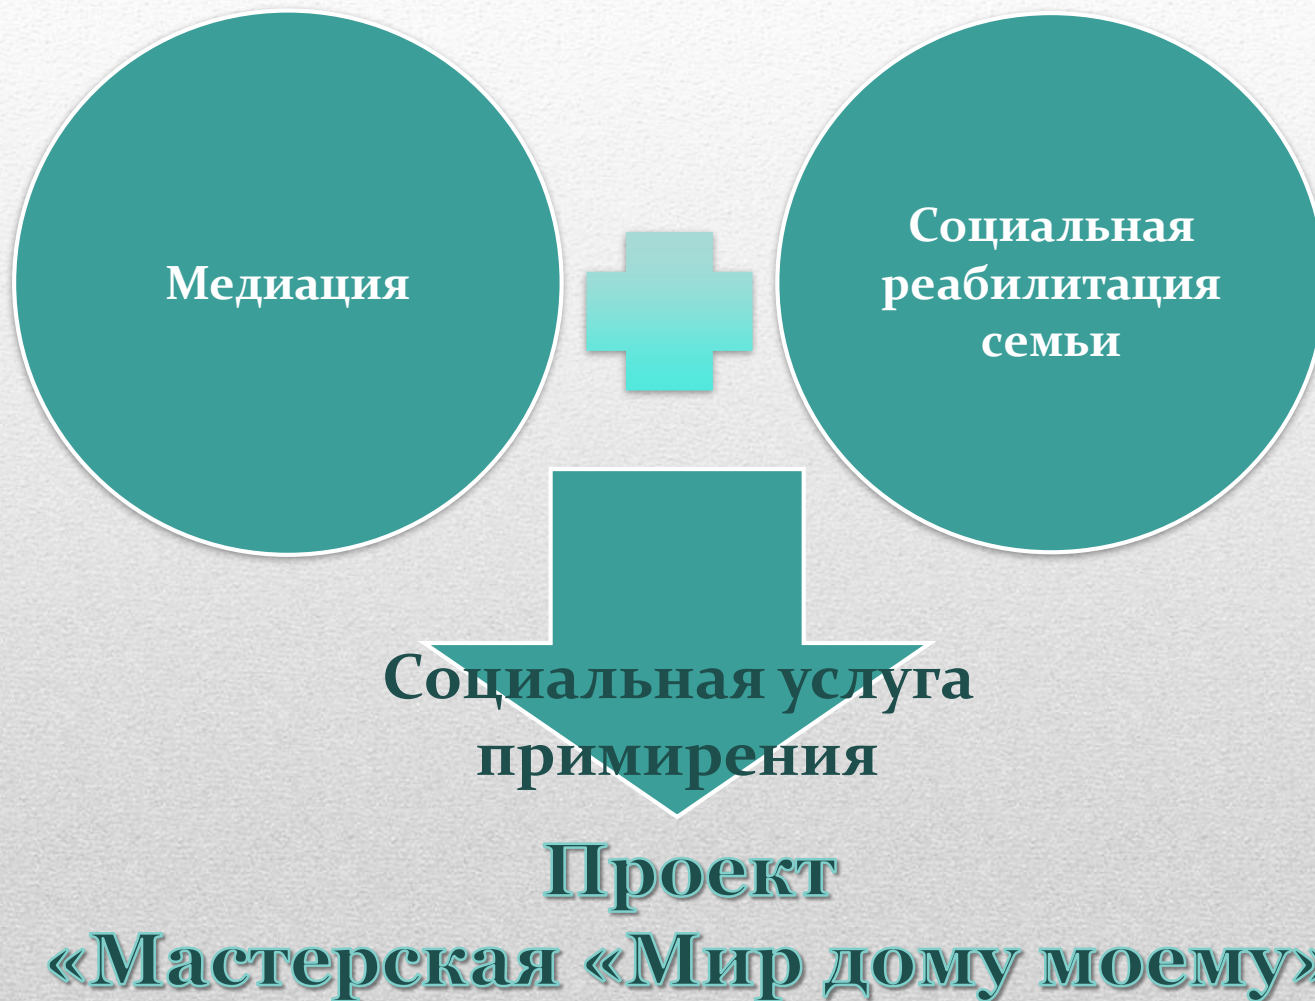 Медиация
Социальная
реабилитация
семьи
Социальная услуга
примирения
Проект
«Мастерская «Мир дому моему»